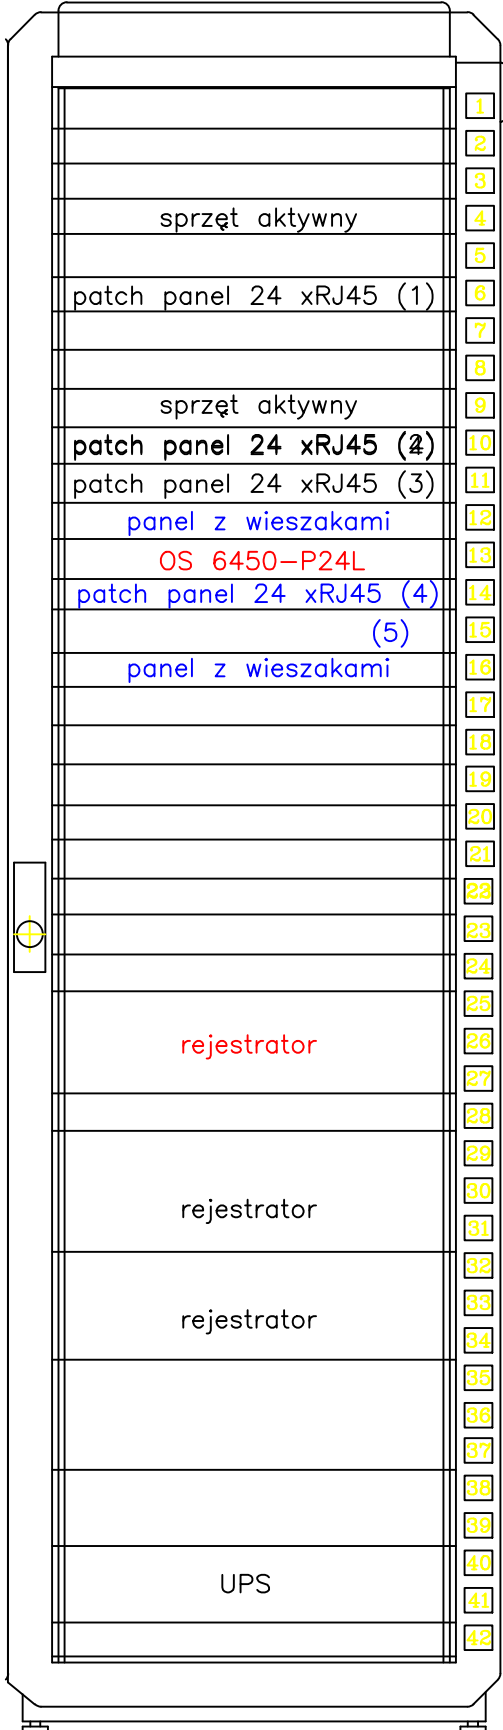 1
2
3
sprzęt aktywny 4
5
patch panel 24 xRJ45 (1) 6
7
8
sprzęt aktywny 9
patch panel 24 xRJ45 10
patch panel 24 xRJ45 (3) 11
panel z wieszakami 12
OS 6450-P24L 13
patch panel 24 xRJ45 (4) 14
(5) 15
panel z wieszakami 16
17
18
19
20
21
22
23
24
25
rejestrator 26
27
28
29
rejestrator 30
31
32
rejestrator 33
34
35
36
37
38
39
UPS 40
41
42